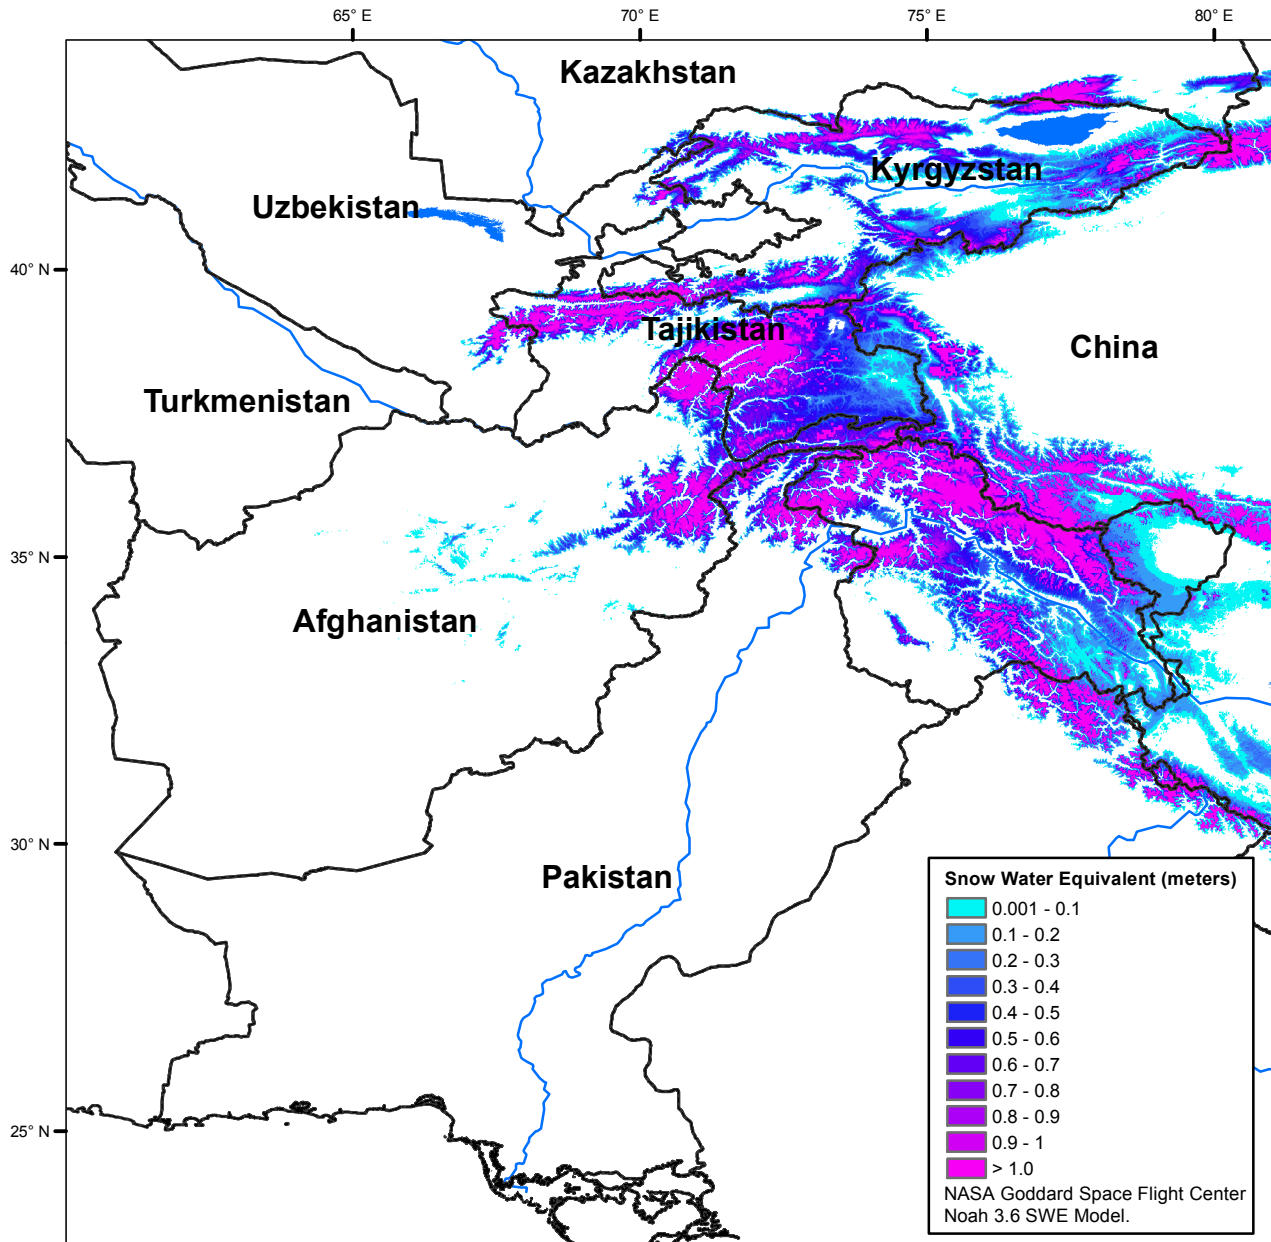 65° E
70° E
75° E
80° E
Kazakhstan
Kyrgyzstan
Uzbekistan
40° N
Tajikistan
China
Turkmenistan
35° N
Afghanistan
30° N
Pakistan
25° N
Snow Water Equivalent (meters)
0.001 - 0.1
0.1 - 0.2
0.2 - 0.3
0.3 - 0.4
0.4 - 0.5
0.5 - 0.6
0.6 - 0.7
0.7 - 0.8
0.8 - 0.9
0.9 - 1
> 1.0
NASA Goddard Space Flight Center
Noah 3.6 SWE Model.